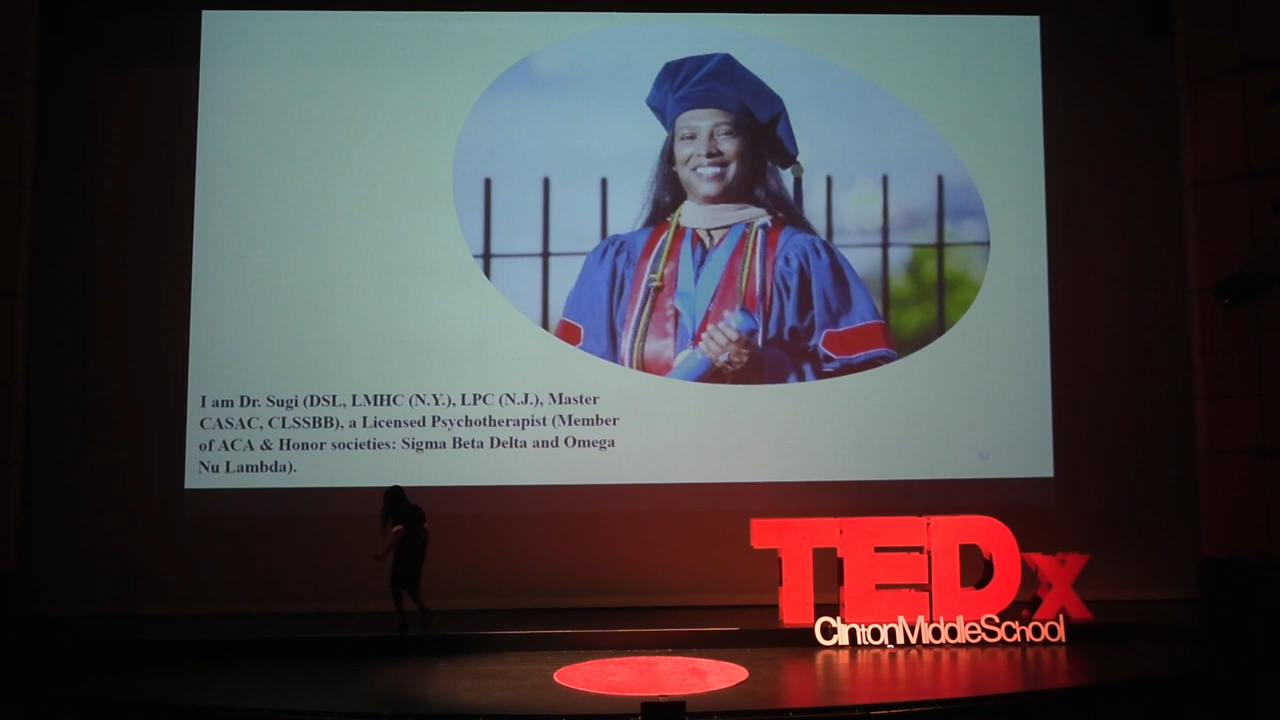 I am Dr. Sugi (DSL, LMHC (N.Y.), LPC (N.J.), Master
CASAC, CLSSBB), a Licensed Psychotherapist (Member
of ACA & Honor societies: Sigma Beta Delta and Omega
Nu Lambda).
TEDx
ClintonMiddleSchool